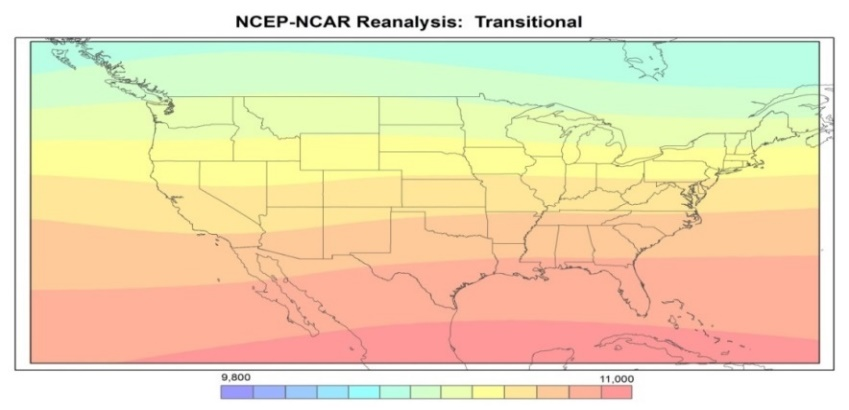 NCEP-NCAR Reanalysis: Transitional
9,800
11,000